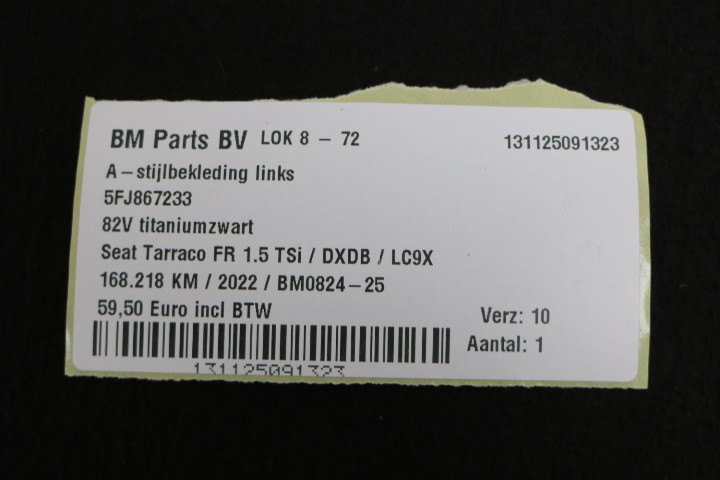 BM Parts BV LOK 8 - 72 131125091323
A-stijlbekleding links
5FJ867233
82V titaniumzwart
Seat Tarraco FR 1.5 TSi / DXDB / LC9X
168.218 KM / 2022 / BM0824-25
59,50 Euro incl BTW Verz: 10
Aantal: 1
131125091323